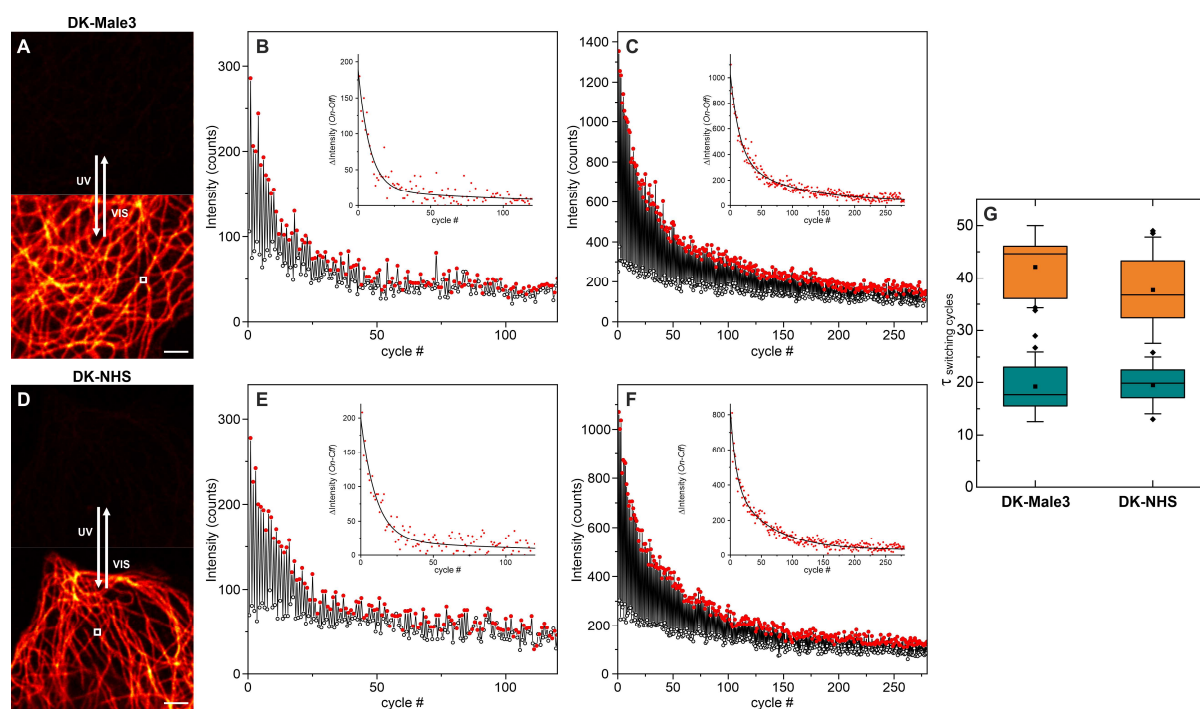 DK-Male3
A
UV
VIS
B
Intensity (counts)
300
200
100
0
0
50
100
cycle #
ΔIntensity (On-Off)
200
150
100
50
0
0
50
100
cycle #
C
Intensity (counts)
1400
1200
1000
800
600
400
200
0
0
50
100
150
200
250
cycle #
ΔIntensity (On-Off)
1000
800
600
400
200
0
0
50
100
150
200
250
cycle #
DK-NHS
D
UV
VIS
E
Intensity (counts)
300
200
100
0
0
50
100
cycle #
ΔIntensity (On-Off)
200
150
100
50
0
0
50
100
cycle #
F
Intensity (counts)
1000
800
600
400
200
0
0
50
100
150
200
250
cycle #
ΔIntensity (On-Off)
800
600
400
200
0
0
50
100
150
200
250
cycle #
G
τ switching cycles
50
40
30
20
10
0
DK-Male3
DK-NHS